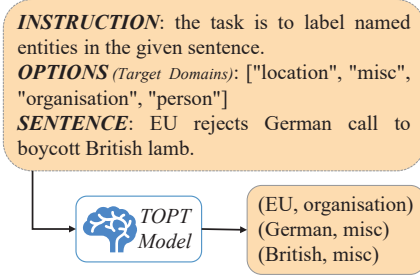 INSTRUCTION: the task is to label named
entities in the given sentence.
OPTIONS (Target Domains): ["location", "misc",
"organisation", "person"]
SENTENCE: EU rejects German call to
boycott British lamb.
TOPT
Model
(EU, organisation)
(German, misc)
(British, misc)